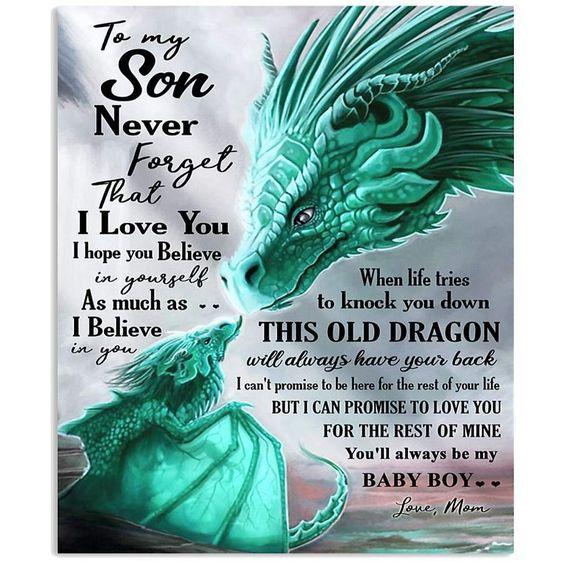 To my
Son
Never
Forget
That
I Love You
I hope you Believe
in yourself
As much as
I Believe
in you
When life tries
to knock you down
THIS OLD DRAGON
will always have your back
I can't promise to be here for the rest of your life
BUT I CAN PROMISE TO LOVE YOU
FOR THE REST OF MINE
You'll always be my
BABY BOY
Love, Mom